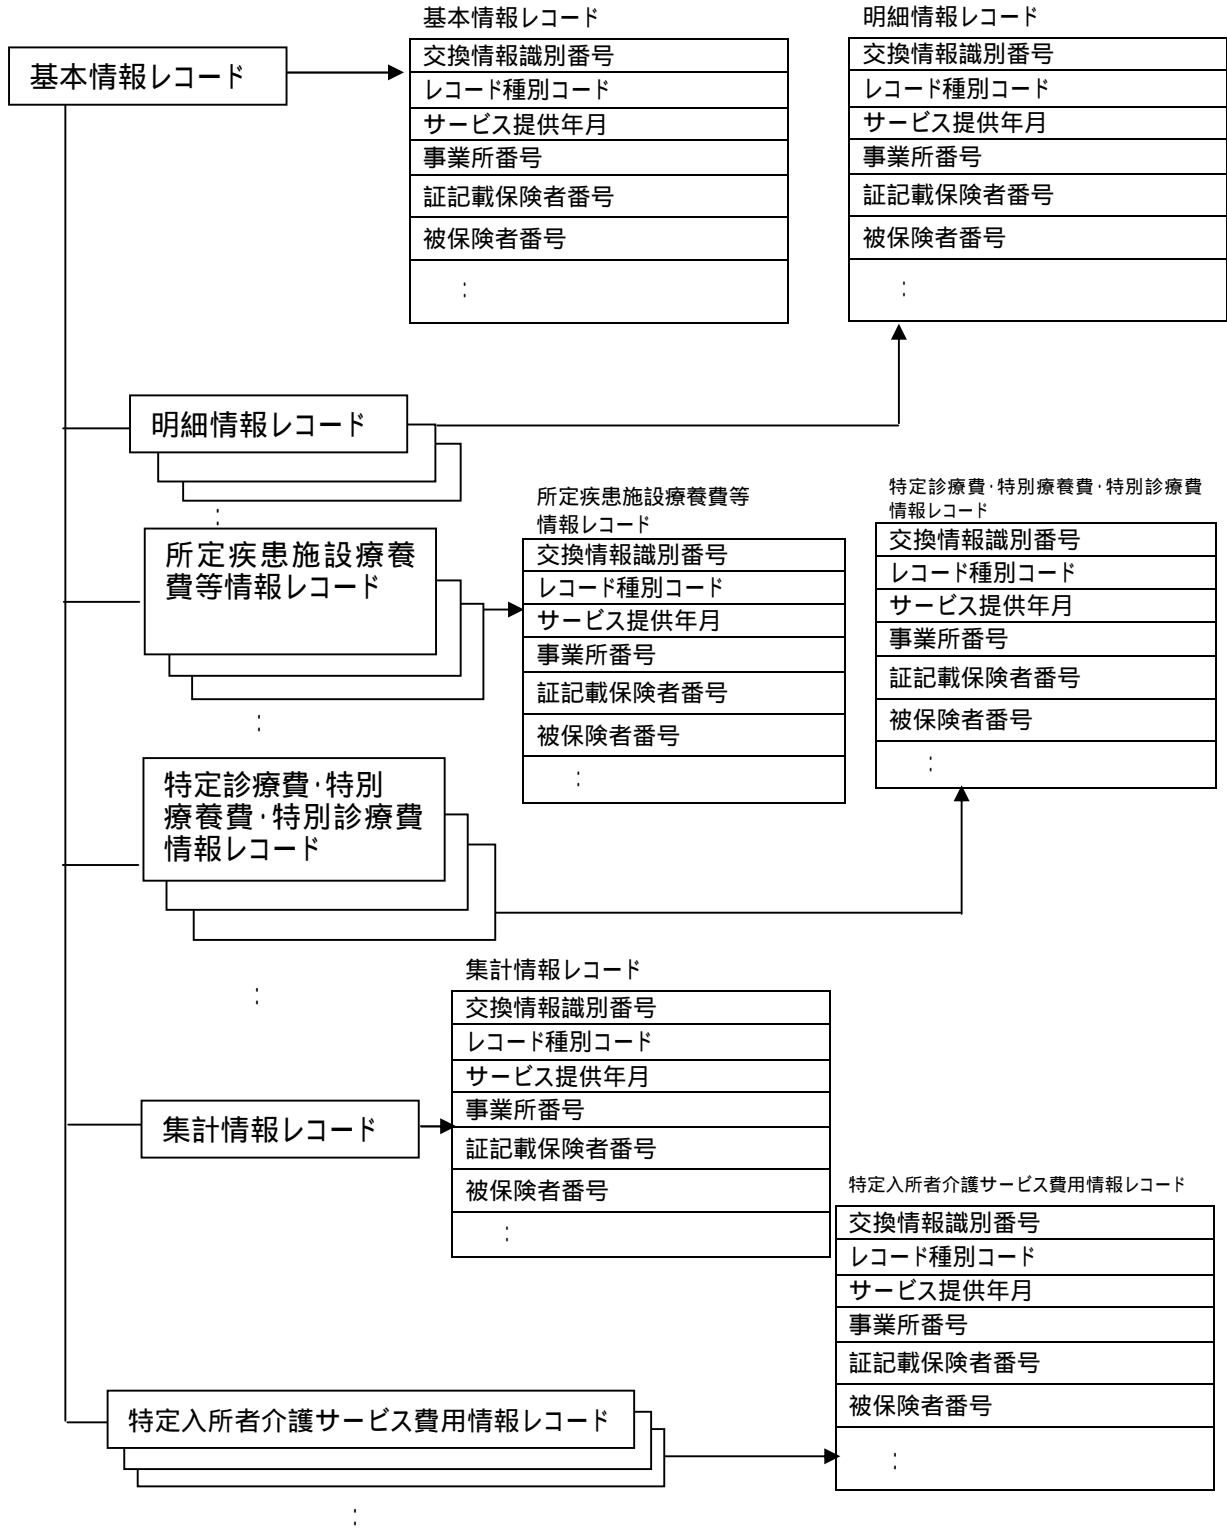 基本情報レコード
基本情報レコード
交換情報識別番号
レコード種別コード
サービス提供年月
事業所番号
証記載保険者番号
被保険者番号
:
明細情報レコード
交換情報識別番号
レコード種別コード
サービス提供年月
事業所番号
証記載保険者番号
被保険者番号
:
明細情報レコード
:
所定疾患施設療養
費等情報レコード
:
所定疾患施設療養費等
情報レコード
交換情報識別番号
レコード種別コード
サービス提供年月
事業所番号
証記載保険者番号
被保険者番号
:
特定診療費・特別療養費・特別診療費
情報レコード
交換情報識別番号
レコード種別コード
サービス提供年月
事業所番号
証記載保険者番号
被保険者番号
:
特定診療費・特別
療養費・特別診療費
情報レコード
:
集計情報レコード
集計情報レコード
交換情報識別番号
レコード種別コード
サービス提供年月
事業所番号
証記載保険者番号
被保険者番号
:
特定入所者介護サービス費用情報レコード
交換情報識別番号
レコード種別コード
サービス提供年月
事業所番号
証記載保険者番号
被保険者番号
:
特定入所者介護サービス費用情報レコード
: